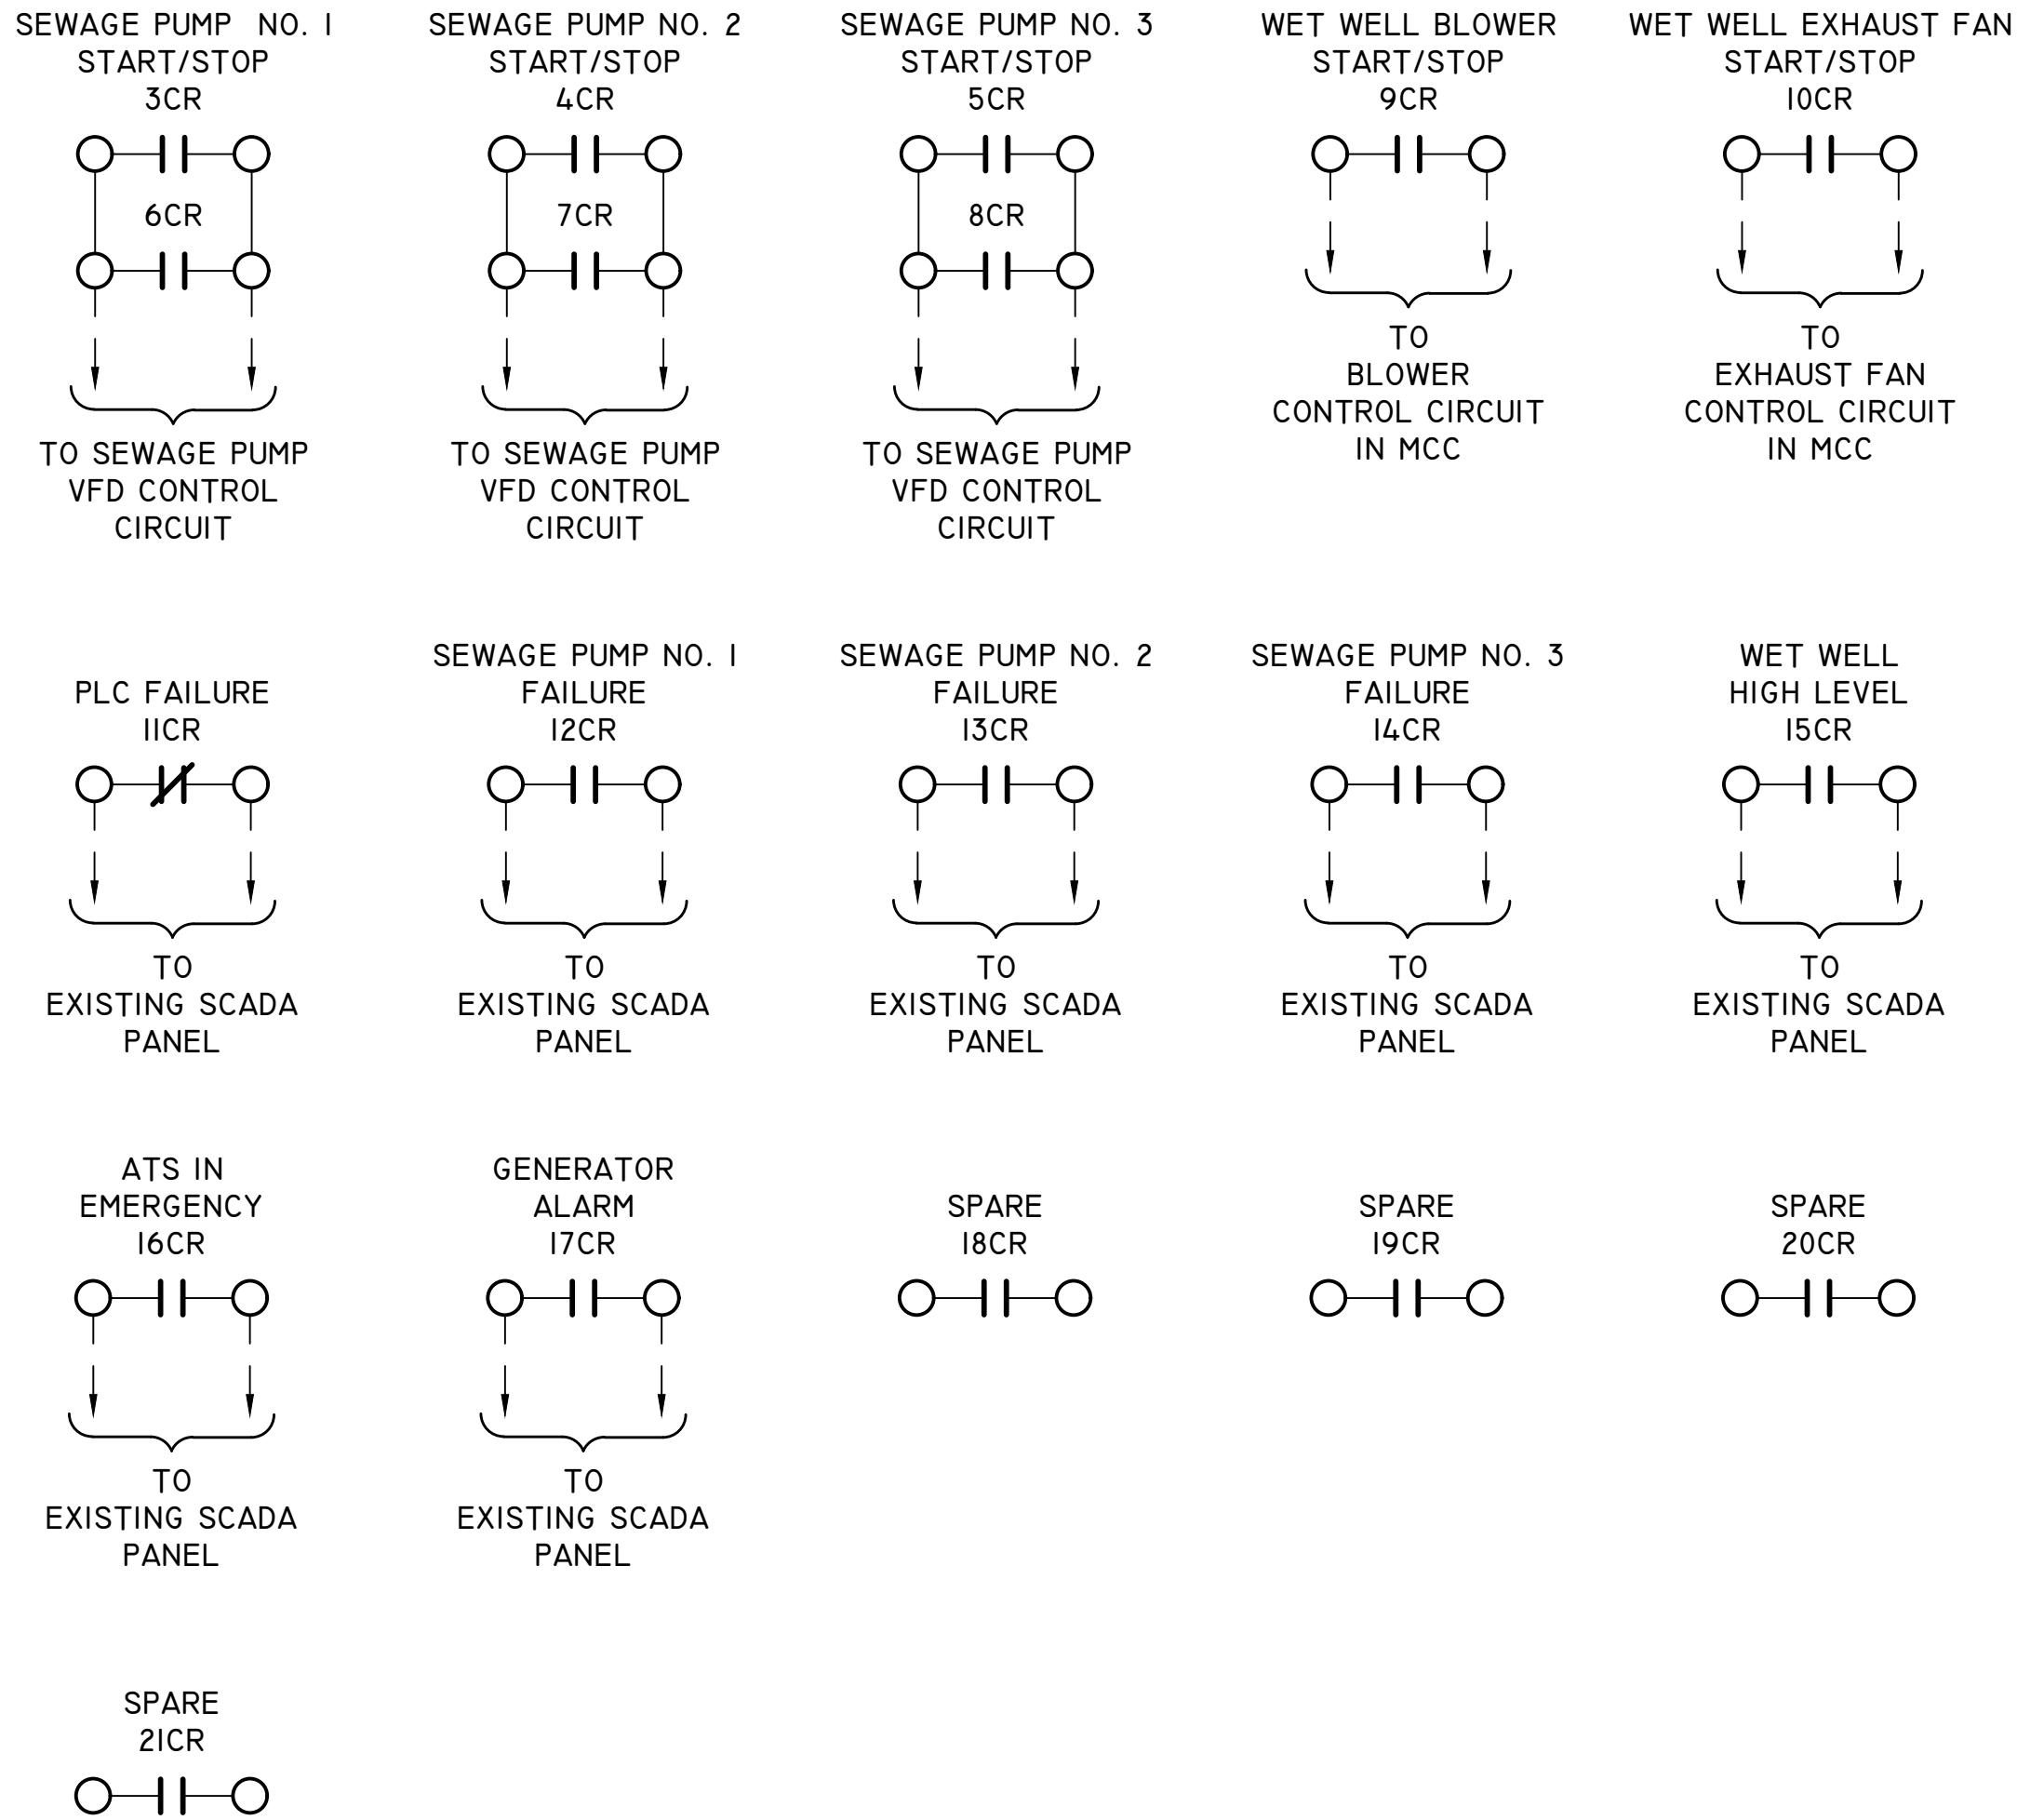 SEWAGE PUMP NO. 1
START/STOP
3CR
6CR
TO SEWAGE PUMP
VFD CONTROL
CIRCUIT
SEWAGE PUMP NO. 2
START/STOP
4CR
7CR
TO SEWAGE PUMP
VFD CONTROL
CIRCUIT
SEWAGE PUMP NO. 3
START/STOP
5CR
8CR
TO SEWAGE PUMP
VFD CONTROL
CIRCUIT
WET WELL BLOWER
START/STOP
9CR
TO
BLOWER
CONTROL CIRCUIT
IN MCC
WET WELL EXHAUST FAN
START/STOP
10CR
TO
EXHAUST FAN
CONTROL CIRCUIT
IN MCC
PLC FAILURE
11CR
TO
EXISTING SCADA
PANEL
SEWAGE PUMP NO. 1
FAILURE
12CR
TO
EXISTING SCADA
PANEL
SEWAGE PUMP NO. 2
FAILURE
13CR
TO
EXISTING SCADA
PANEL
SEWAGE PUMP NO. 3
FAILURE
14CR
TO
EXISTING SCADA
PANEL
WET WELL
HIGH LEVEL
15CR
TO
EXISTING SCADA
PANEL
ATS IN
EMERGENCY
16CR
TO
EXISTING SCADA
PANEL
GENERATOR
ALARM
17CR
TO
EXISTING SCADA
PANEL
SPARE
18CR
SPARE
19CR
SPARE
20CR
SPARE
21CR